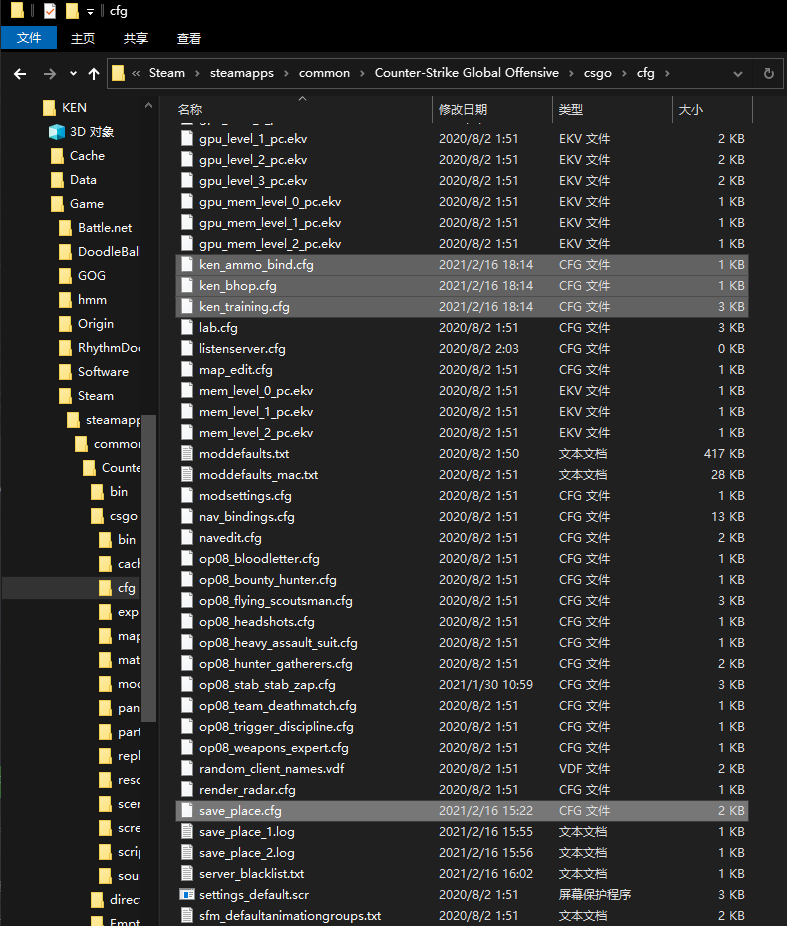 cfg
文件 主页 共享 查看
« Steam › steamapps › common › Counter-Strike Global Offensive › csgo › cfg ›
KEN
3D 对象
Cache
Data
Game
Battle.net
DoodleBal
GOG
hmm
Origin
RhythmDo
Software
Steam
steamapp
common
Counte
bin
csgo
bin
cach
cfg
exp
map
mat
mod
pan
part
repl
reso
scer
scre
scrip
sou
direc
Empt
名称 修改日期 类型 大小
gpu_level_1_pc.ekv 2020/8/2 1:51 EKV 文件 2 KB
gpu_level_2_pc.ekv 2020/8/2 1:51 EKV 文件 2 KB
gpu_level_3_pc.ekv 2020/8/2 1:51 EKV 文件 2 KB
gpu_mem_level_0_pc.ekv 2020/8/2 1:51 EKV 文件 1 KB
gpu_mem_level_1_pc.ekv 2020/8/2 1:51 EKV 文件 1 KB
gpu_mem_level_2_pc.ekv 2020/8/2 1:51 EKV 文件 1 KB
ken_ammo_bind.cfg 2021/2/16 18:14 CFG 文件 1 KB
ken_bhop.cfg 2021/2/16 18:14 CFG 文件 1 KB
ken_training.cfg 2021/2/16 18:14 CFG 文件 3 KB
lab.cfg 2020/8/2 1:51 CFG 文件 3 KB
listenserver.cfg 2020/8/2 2:03 CFG 文件 0 KB
map_edit.cfg 2020/8/2 1:51 CFG 文件 1 KB
mem_level_0_pc.ekv 2020/8/2 1:51 EKV 文件 1 KB
mem_level_1_pc.ekv 2020/8/2 1:51 EKV 文件 1 KB
mem_level_2_pc.ekv 2020/8/2 1:51 EKV 文件 1 KB
moddefaults.txt 2020/8/2 1:50 文本文档 417 KB
moddefaults_mac.txt 2020/8/2 1:51 文本文档 28 KB
modsettings.cfg 2020/8/2 1:51 CFG 文件 1 KB
nav_bindings.cfg 2020/8/2 1:51 CFG 文件 13 KB
navedit.cfg 2020/8/2 1:51 CFG 文件 2 KB
op08_bloodletter.cfg 2020/8/2 1:51 CFG 文件 1 KB
op08_bounty_hunter.cfg 2020/8/2 1:51 CFG 文件 1 KB
op08_flying_scoutsman.cfg 2020/8/2 1:51 CFG 文件 3 KB
op08_headshots.cfg 2020/8/2 1:51 CFG 文件 1 KB
op08_heavy_assault_suit.cfg 2020/8/2 1:51 CFG 文件 1 KB
op08_hunter_gatherers.cfg 2020/8/2 1:51 CFG 文件 2 KB
op08_stab_stab_zap.cfg 2021/1/30 10:59 CFG 文件 3 KB
op08_team_deathmatch.cfg 2020/8/2 1:51 CFG 文件 1 KB
op08_trigger_discipline.cfg 2020/8/2 1:51 CFG 文件 1 KB
op08_weapons_expert.cfg 2020/8/2 1:51 CFG 文件 1 KB
random_client_names.vdf 2020/8/2 1:51 VDF 文件 2 KB
render_radar.cfg 2020/8/2 1:51 CFG 文件 1 KB
save_place.cfg 2021/2/16 15:22 CFG 文件 2 KB
save_place_1.log 2021/2/16 15:55 文本文档 1 KB
save_place_2.log 2021/2/16 15:56 文本文档 1 KB
server_blacklist.txt 2021/2/16 16:02 文本文档 1 KB
settings_default.scr 2020/8/2 1:51 屏幕保护程序 3 KB
sfm_defaultanimationgroups.txt 2020/8/2 1:51 文本文档 2 KB